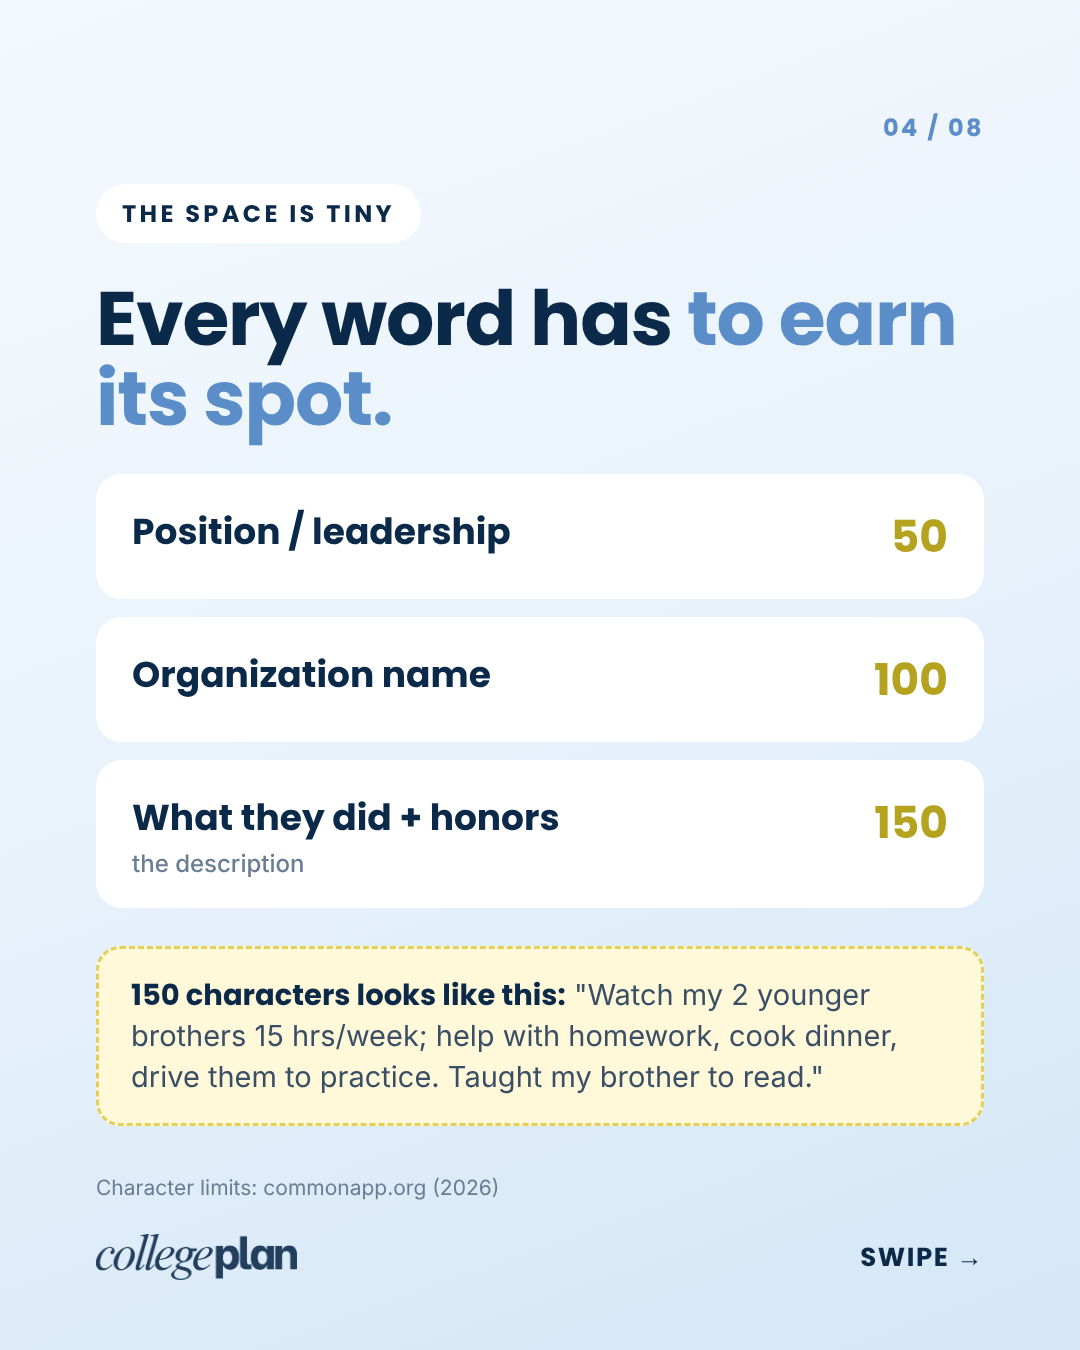 04 / 08
THE SPACE IS TINY
Every word has to earn
its spot.
Position / leadership 50
Organization name 100
What they did + honors 150
the description
150 characters looks like this: "Watch my 2 younger
brothers 15 hrs/week; help with homework, cook dinner,
drive them to practice. Taught my brother to read."
Character limits: commonapp.org (2026)
collegeplan
SWIPE →